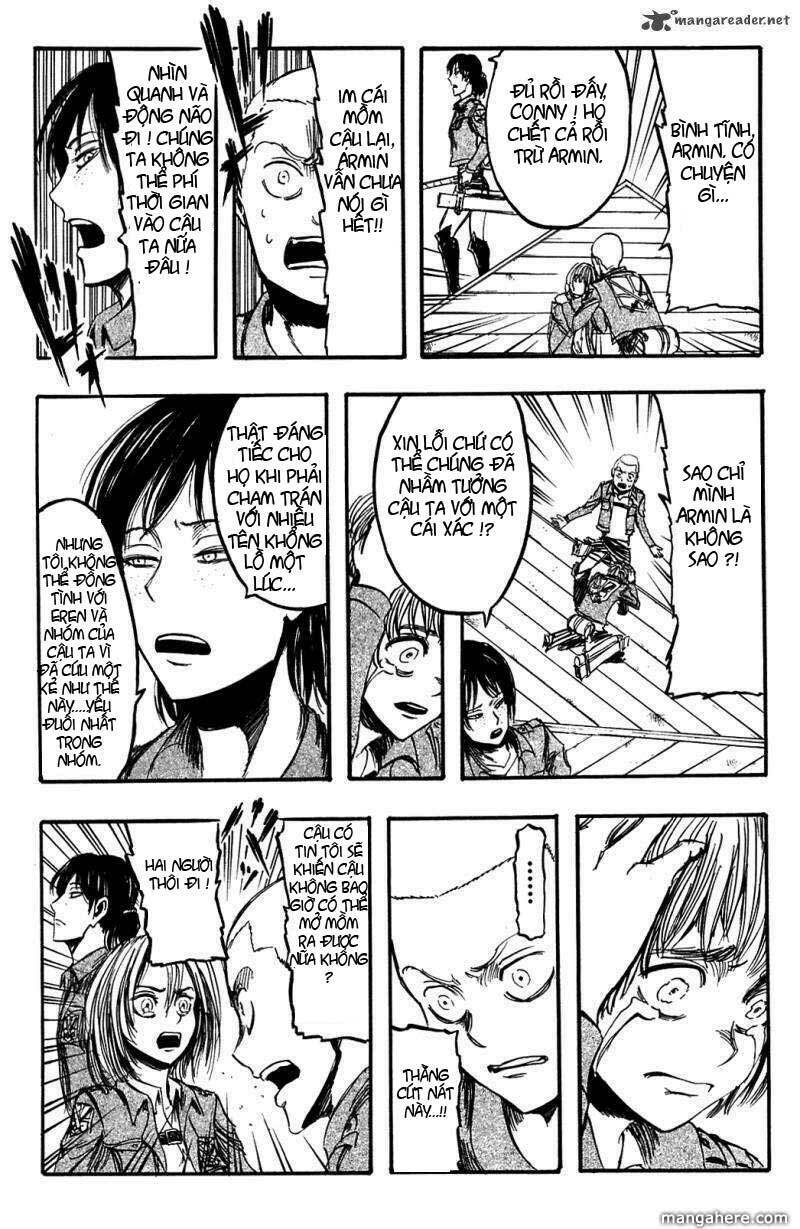 mangareader.net
BÌNH TĨNH,
ARMIN. CÓ
CHUYỆN
GÌ...
ĐỦ RỒI ĐẤY,
CONNY ! HỌ
CHẾT CẢ RỒI
TRỪ ARMIN.
IM CÁI
MỒM
CẬU LẠI,
ARMIN
VẪN CHƯA
NÓI GÌ
HẾT!!
NHÌN
QUANH VÀ
ĐỘNG NÃO
ĐI ! CHÚNG
TA KHÔNG
THỂ PHÍ
THỜI GIAN
VÀO CẬU
TA NỮA
ĐÂU !
SAO CHỈ
MÌNH
ARMIN LÀ
KHÔNG
SAO ?!
XIN LỖI CHỨ CÓ
THỂ CHÚNG ĐÃ
NHẦM TƯỞNG
CẬU TA VỚI MỘT
CÁI XÁC !?
THẬT ĐÁNG
TIẾC CHO
HỌ KHI PHẢI
CHẠM TRÁN
VỚI NHIỀU
TÊN KHỔNG
LỒ MỘT
LÚC...
NHƯNG
TÔI KHÔNG
THỂ ĐỒNG
TÌNH VỚI
EREN VÀ
NHÓM CỦA
CẬU TA VÌ
ĐÃ CỨU MỘT
KẺ NHƯ THẾ
NÀY....YẾU
ĐUỐI NHẤT
TRONG
NHÓM.
........
THẰNG
CỨT NÁT
NÀY...!!
CẬU CÓ
TIN TÔI SẼ
KHIẾN CẬU
KHÔNG BAO
GIỜ CÓ THỂ
MỞ MỒM
RA ĐƯỢC
NỮA KHÔNG
?
HAI NGƯỜI
THÔI ĐI !
mangahere.com